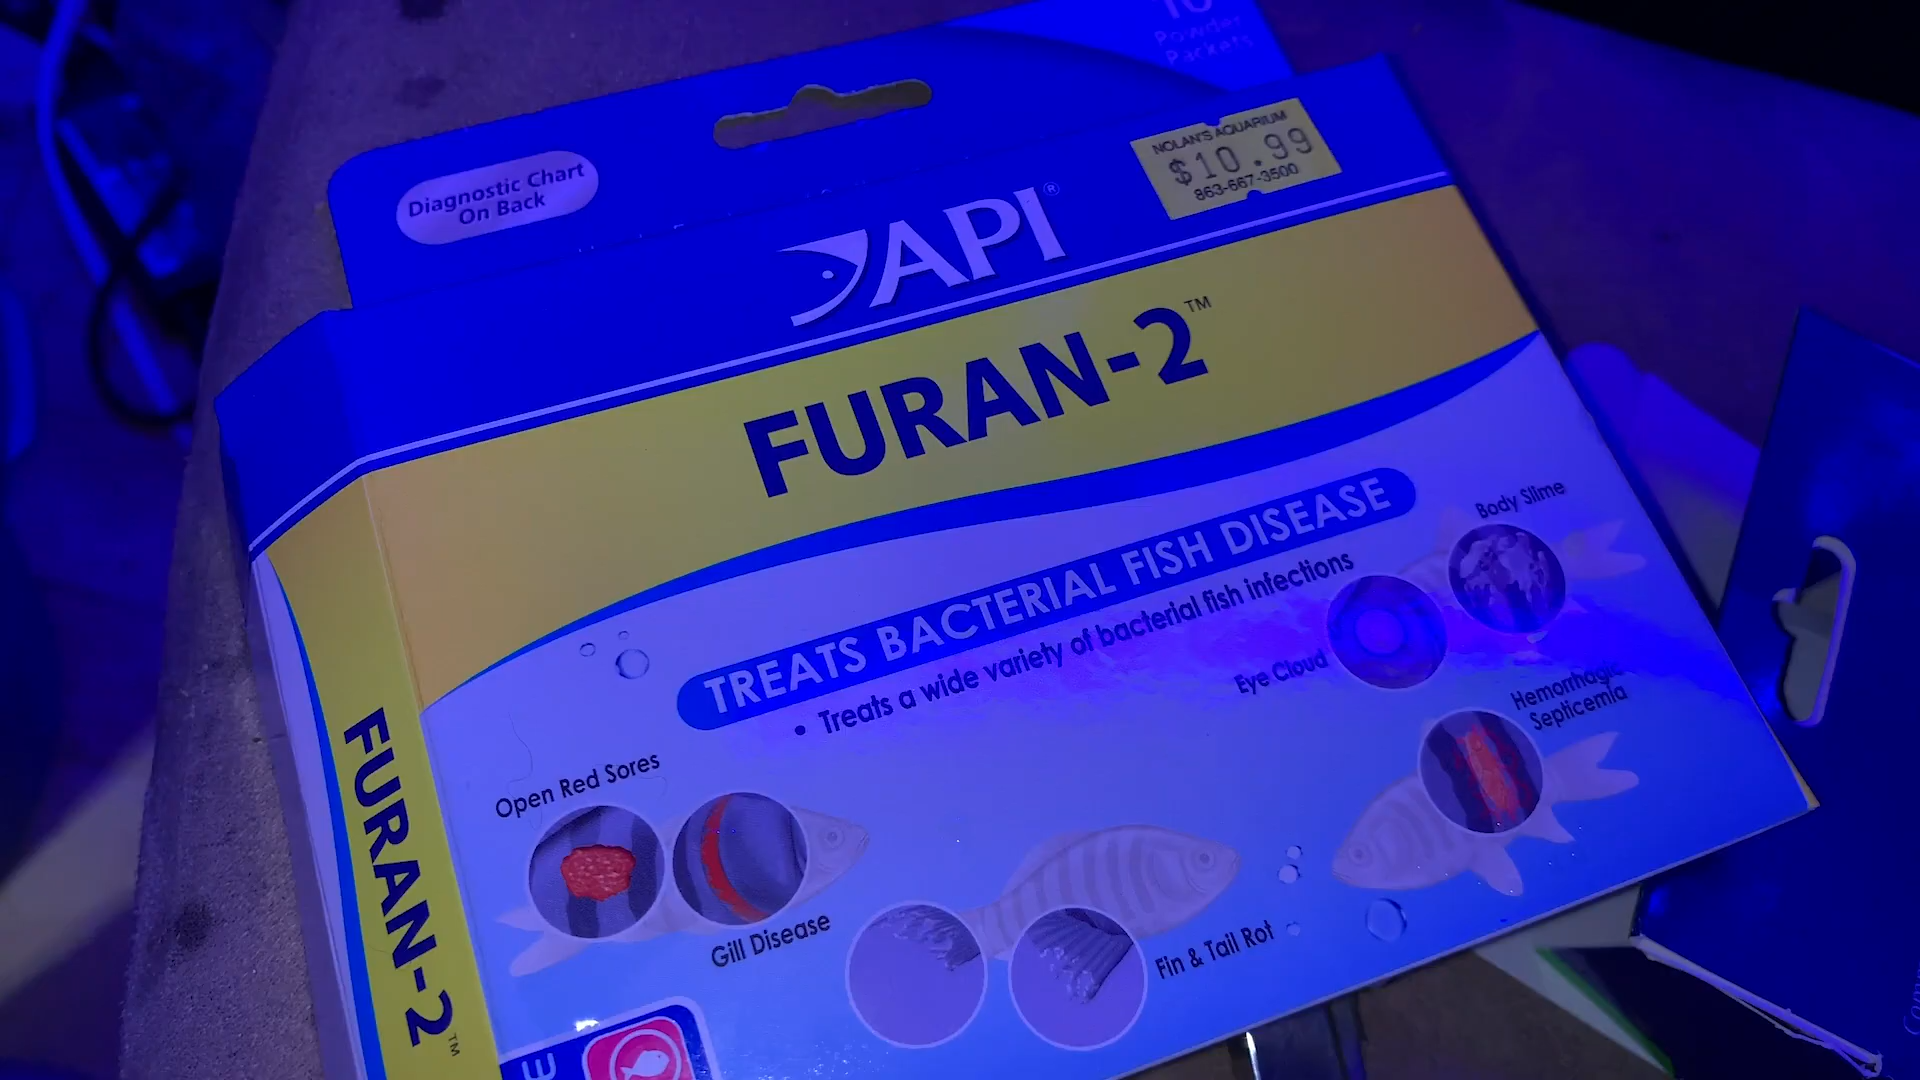 10
Powder
Packets
Diagnostic Chart
On Back
NOLAN'S AQUARIUM
$10.99
863-667-3500
API®
FURAN-2™
TREATS BACTERIAL FISH DISEASE
• Treats a wide variety of bacterial fish infections
Body Slime
Eye Cloud
Hemorrhagic
Septicemia
Open Red Sores
Gill Disease
Fin & Tail Rot
FURAN-2™